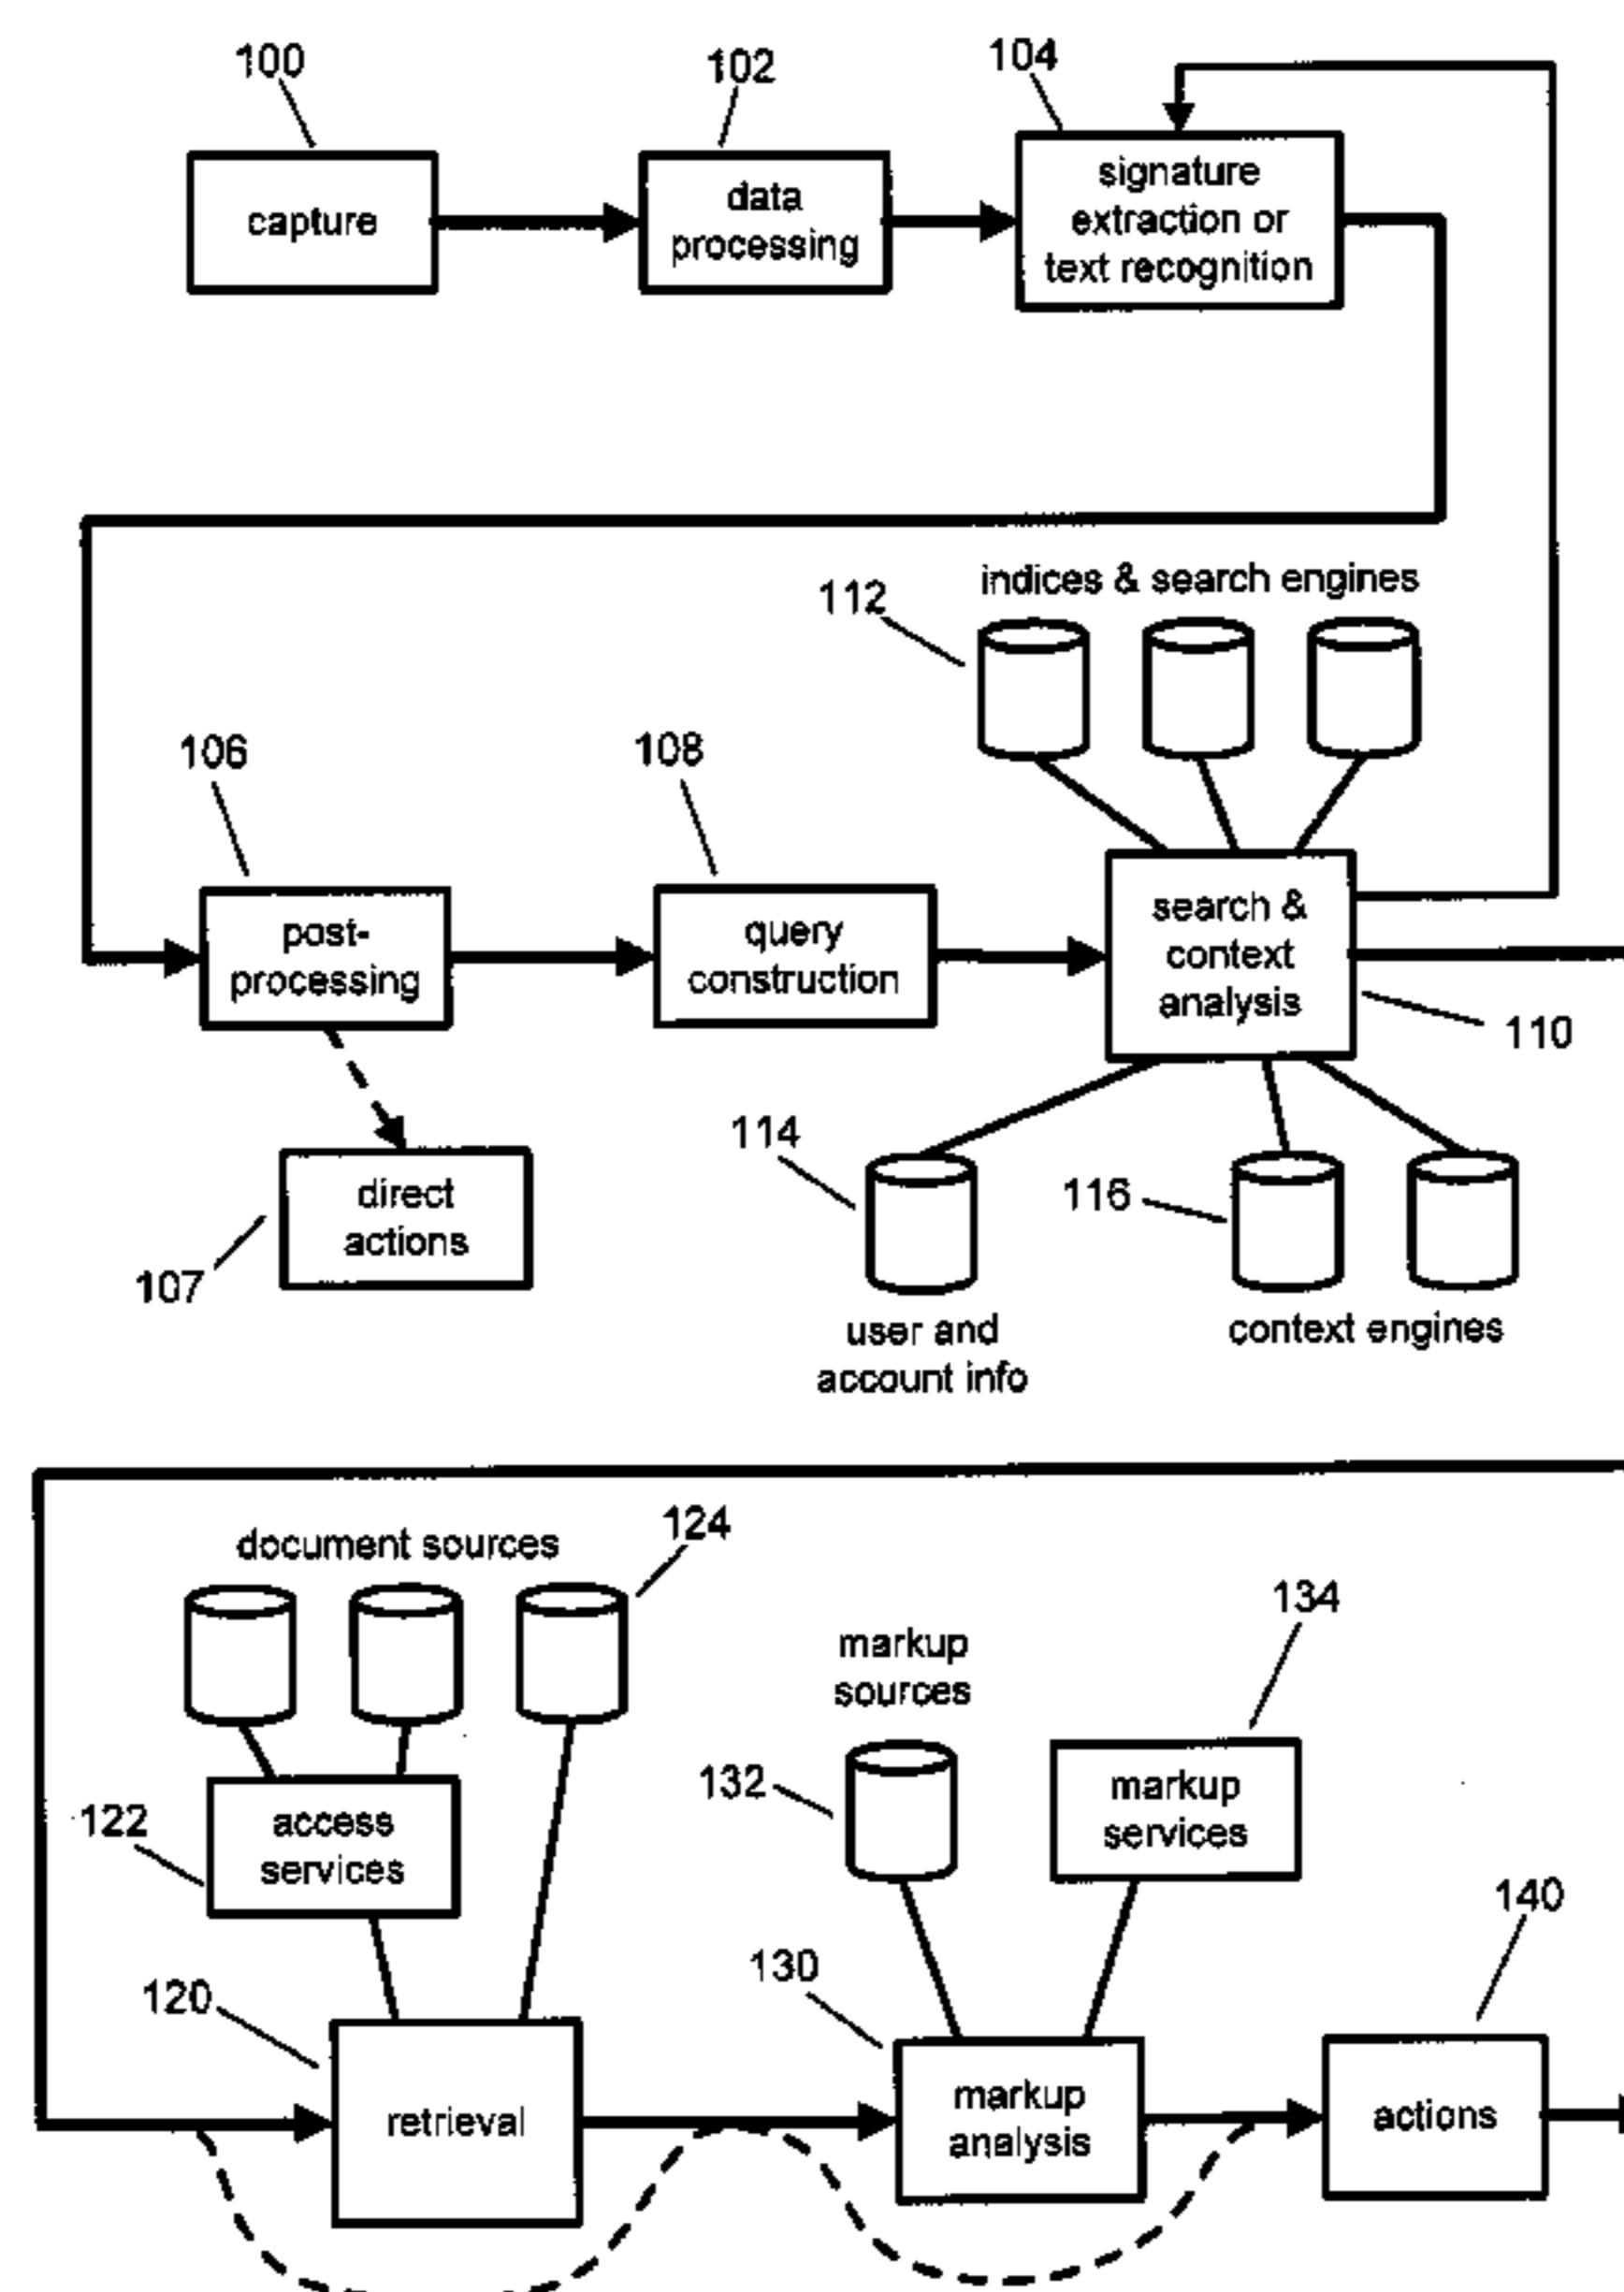 100
102
104
capture
data
processing
signature
extraction or
text recognition
indices & search engines
112
106
108
post-
processing
query
construction
search &
context
analysis
110
114
116
direct
actions
107
user and
account info
context engines
document sources
124
134
markup
sources
132
markup
services
122
access
services
140
130
120
retrieval
markup
analysis
actions